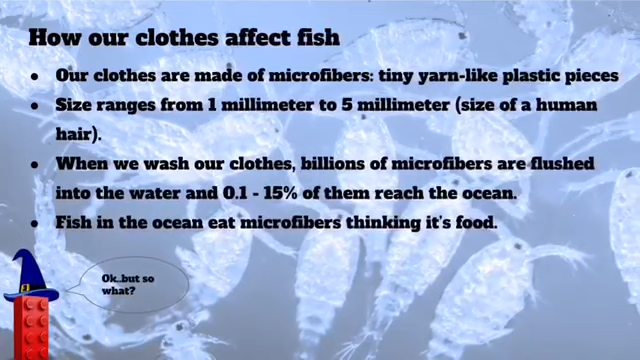 How our clothes affect fish
● Our clothes are made of microfibers: tiny yarn-like plastic pieces
● Size ranges from 1 millimeter to 5 millimeter (size of a human
hair).
● When we wash our clothes, billions of microfibers are flushed
into the water and 0.1 - 15% of them reach the ocean.
● Fish in the ocean eat microfibers thinking it's food.
Ok..but so
what?